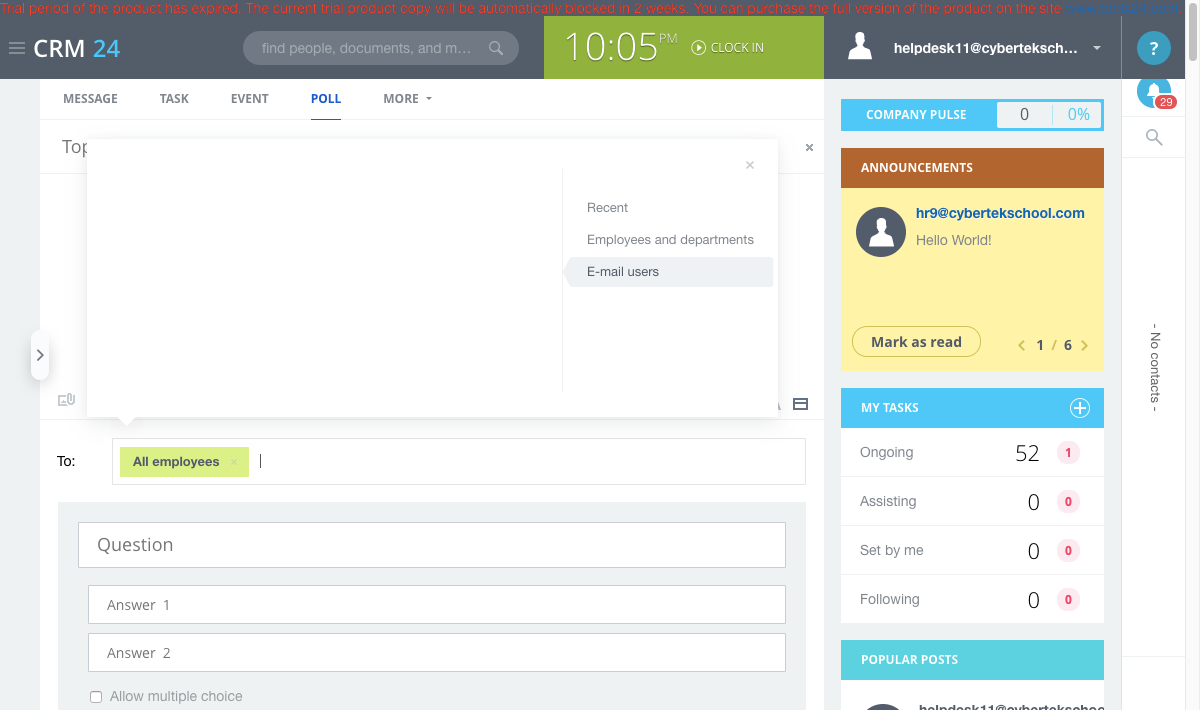 Trial period of the product has expired. The current trial product copy will be automatically blocked in 2 weeks. You can purchase the full version of the product on the site
CRM 24
find people, documents, and m...
10:05 PM
CLOCK IN
helpdesk11@cyberteksch...
?
29
MESSAGE
TASK
EVENT
POLL
MORE
Top
×
×
Recent
Employees and departments
E-mail users
To:
All employees ×
Question
Answer 1
Answer 2
Allow multiple choice
COMPANY PULSE
0
0%
ANNOUNCEMENTS
hr9@cybertekschool.com
Hello World!
Mark as read
1 / 6
MY TASKS
Ongoing 52 1
Assisting 0 0
Set by me 0 0
Following 0 0
POPULAR POSTS
helpdesk11@cybertekschoo
- No contacts -